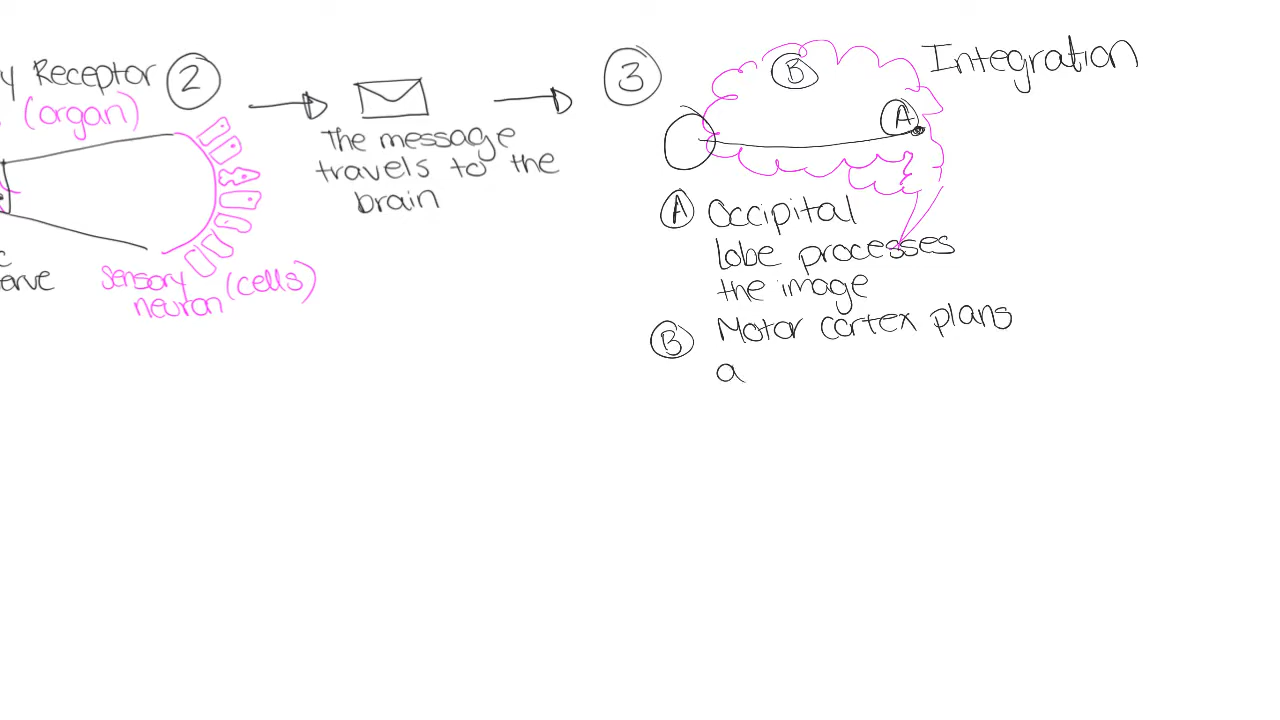 y Receptor 2
(organ)
The message
travels to the
brain
erve
Sensory (cells)
neuron
3
B
Integration
A
A Occipital
lobe processes
the image
B Motor cortex plans
a